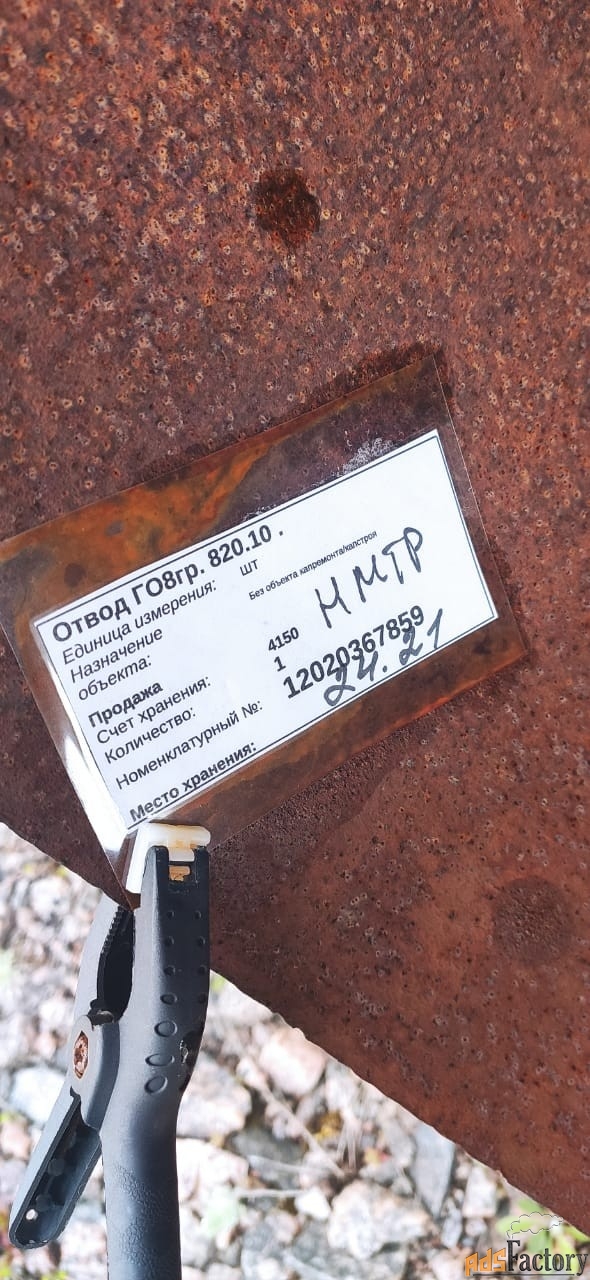 Отвод ГО8гр. 820.10 .
Единица измерения: шт
Назначение объекта: Без объекта капремонта/капстроя
Продажа
Счет хранения: 4150
Количество: 1
Номенклатурный №: 12020367859
Место хранения:
НМТР
24.21
AdsFactory